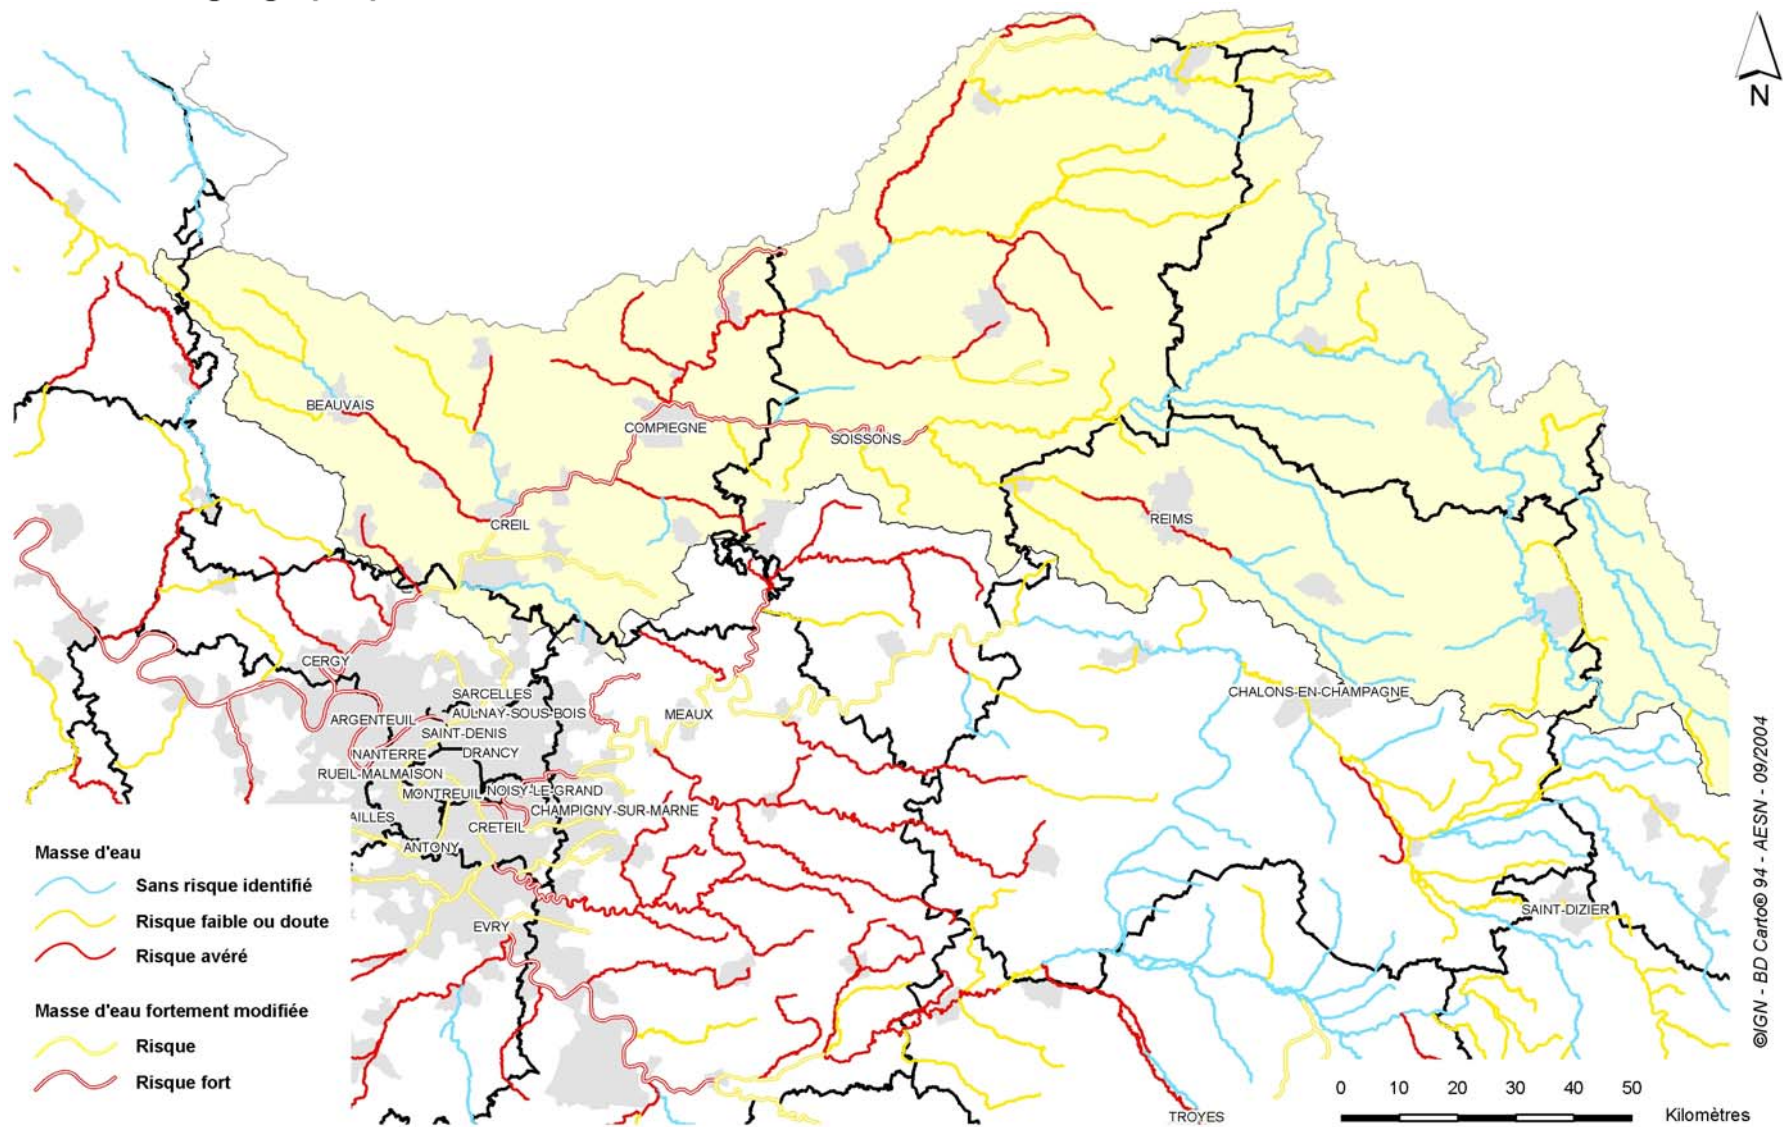 N
BEAUVAIS
COMPIEGNE
SOISSONS
CREIL
REIMS
CERGY
SARCELLES
ARGENTEUIL
AULNAY-SOUS-BOIS
SAINT-DENIS
MEAUX
CHALONS-EN-CHAMPAGNE
NANTERRE
DRANCY
RUEIL-MALMAISON
MONTREUIL
NOISY-LE-GRAND
CHAMPIGNY-SUR-MARNE
AILLES
CRETEIL
ANTONY
EVRY
SAINT-DIZIER
TROYES
Masse d'eau
Sans risque identifié
Risque faible ou doute
Risque avéré
Masse d'eau fortement modifiée
Risque
Risque fort
0 10 20 30 40 50
Kilomètres
©IGN - BD Carto® 94 - AESN - 09/2004